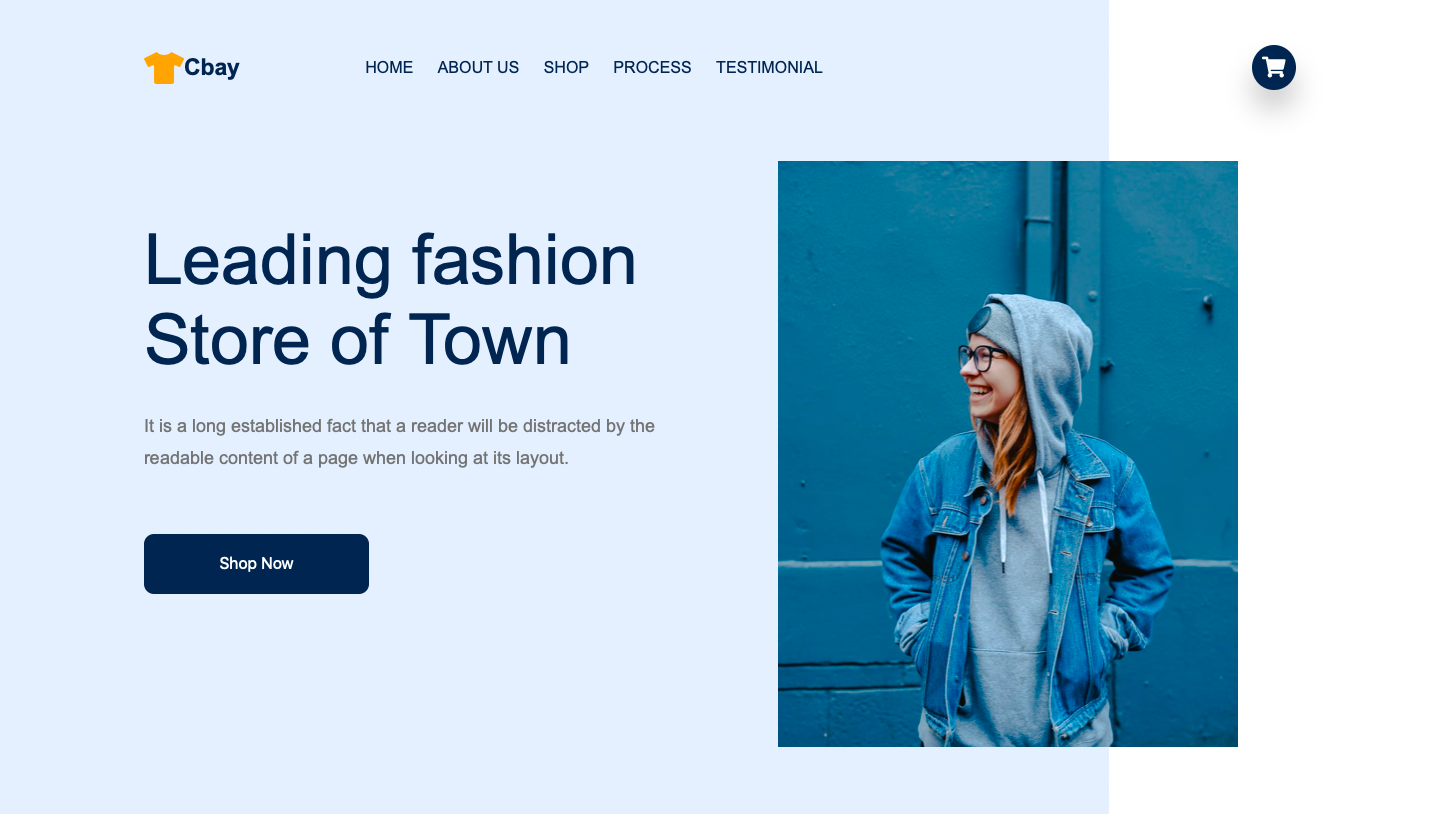 Cbay
HOME ABOUT US SHOP PROCESS TESTIMONIAL
Leading fashion
Store of Town
It is a long established fact that a reader will be distracted by the
readable content of a page when looking at its layout.
Shop Now